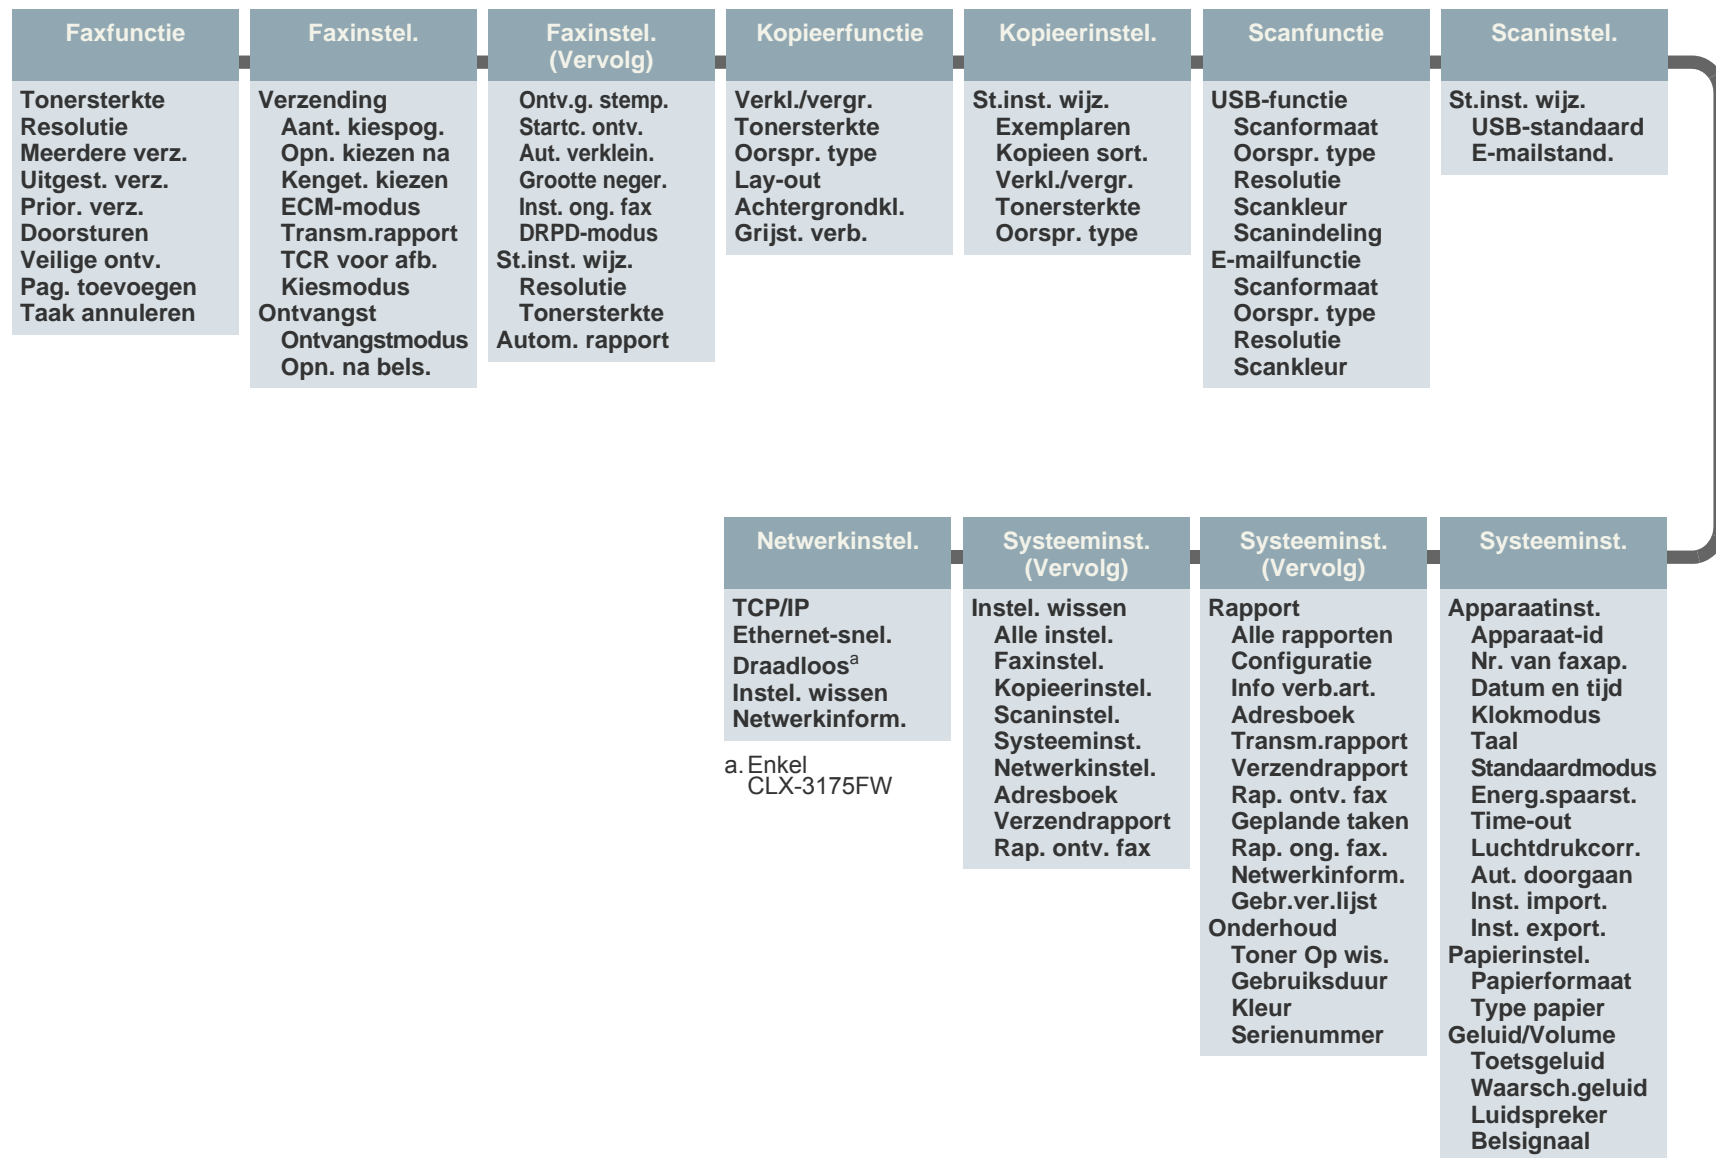 Faxfunctie
Tonersterkte
Resolutie
Meerdere verz.
Uitgest. verz.
Prior. verz.
Doorsturen
Veilige ontv.
Pag. toevoegen
Taak annuleren
Faxinstel.
Verzending
Aant. kiespog.
Opn. kiezen na
Kenget. kiezen
ECM-modus
Transm.rapport
TCR voor afb.
Kiesmodus
Ontvangst
Ontvangstmodus
Opn. na bels.
Faxinstel.
(Vervolg)
Ontv.g. stemp.
Startc. ontv.
Aut. verklein.
Grootte neger.
Inst. ong. fax
DRPD-modus
St.inst. wijz.
Resolutie
Tonersterkte
Autom. rapport
Kopieerfunctie
Verkl./vergr.
Tonersterkte
Oorspr. type
Lay-out
Achtergrondkl.
Grijst. verb.
Kopieerinstel.
St.inst. wijz.
Exemplaren
Kopieen sort.
Verkl./vergr.
Tonersterkte
Oorspr. type
Scanfunctie
USB-functie
Scanformaat
Oorspr. type
Resolutie
Scankleur
Scanindeling
E-mailfunctie
Scanformaat
Oorspr. type
Resolutie
Scankleur
Scaninstel.
St.inst. wijz.
USB-standaard
E-mailstand.
Netwerkinstel.
TCP/IP
Ethernet-snel.
Draadloosa
Instel. wissen
Netwerkinform.
a. Enkel
CLX-3175FW
Systeeminst.
(Vervolg)
Instel. wissen
Alle instel.
Faxinstel.
Kopieerinstel.
Scaninstel.
Systeeminst.
Netwerkinstel.
Adresboek
Verzendrapport
Rap. ontv. fax
Systeeminst.
(Vervolg)
Rapport
Alle rapporten
Configuratie
Info verb.art.
Adresboek
Transm.rapport
Verzendrapport
Rap. ontv. fax
Geplande taken
Rap. ong. fax.
Netwerkinform.
Gebr.ver.lijst
Onderhoud
Toner Op wis.
Gebruiksduur
Kleur
Serienummer
Systeeminst.
Apparaatinst.
Apparaat-id
Nr. van faxap.
Datum en tijd
Klokmodus
Taal
Standaardmodus
Energ.spaarst.
Time-out
Luchtdrukcorr.
Aut. doorgaan
Inst. import.
Inst. export.
Papierinstel.
Papierformaat
Type papier
Geluid/Volume
Toetsgeluid
Waarsch.geluid
Luidspreker
Belsignaal